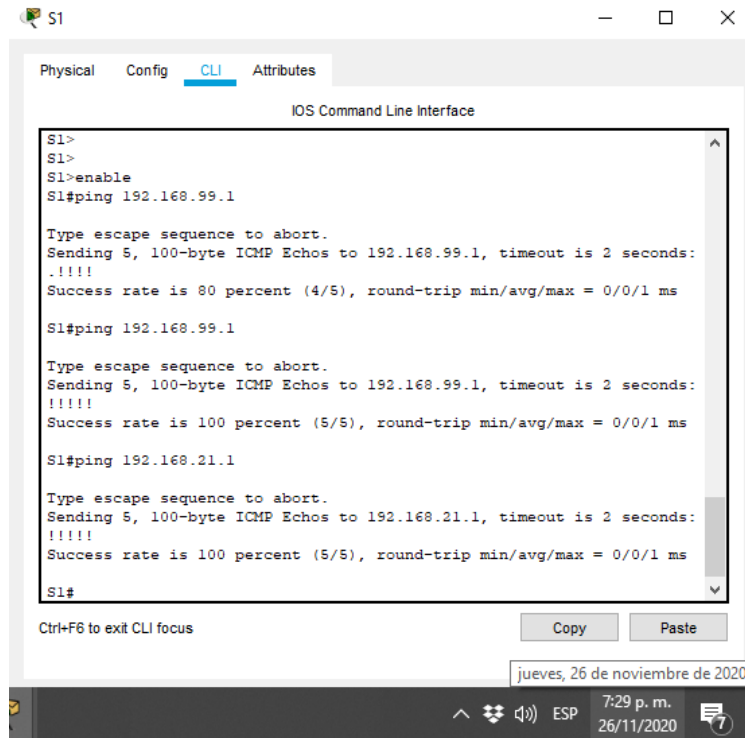 S1
Physical Config CLI Attributes
IOS Command Line Interface
S1>
S1>
S1>enable
S1#ping 192.168.99.1
Type escape sequence to abort.
Sending 5, 100-byte ICMP Echos to 192.168.99.1, timeout is 2 seconds:
.!!!!
Success rate is 80 percent (4/5), round-trip min/avg/max = 0/0/1 ms
S1#ping 192.168.99.1
Type escape sequence to abort.
Sending 5, 100-byte ICMP Echos to 192.168.99.1, timeout is 2 seconds:
!!!!!
Success rate is 100 percent (5/5), round-trip min/avg/max = 0/0/1 ms
S1#ping 192.168.21.1
Type escape sequence to abort.
Sending 5, 100-byte ICMP Echos to 192.168.21.1, timeout is 2 seconds:
!!!!!
Success rate is 100 percent (5/5), round-trip min/avg/max = 0/0/1 ms
S1#
Ctrl+F6 to exit CLI focus
Copy Paste
jueves, 26 de noviembre de 2020
ESP 7:29 p. m.
26/11/2020
7